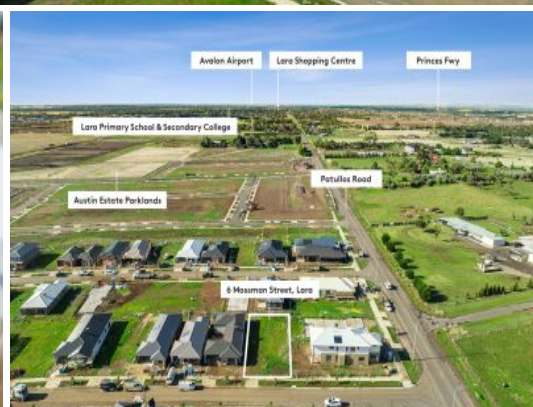 Avalon Airport
Lara Shopping Centre
Princes Fwy
Lara Primary School & Secondary College
Patullos Road
Austin Estate Parklands
6 Mossman Street, Lara